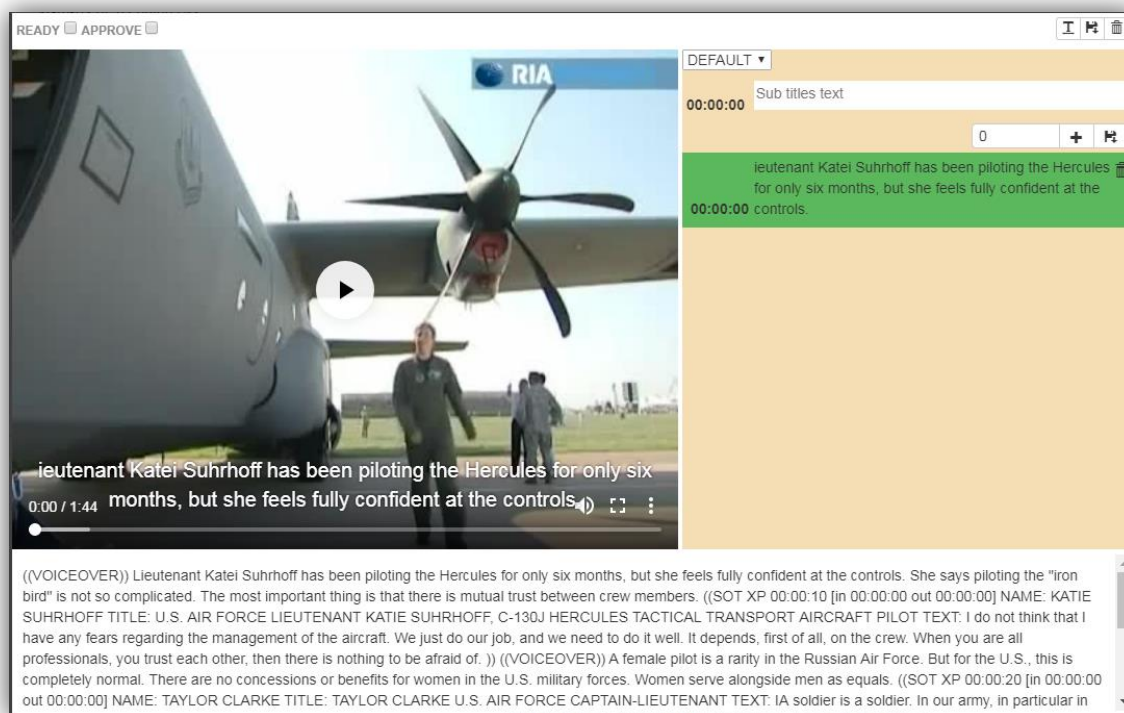 READY APPROVE
RIA
DEFAULT
00:00:00 Sub titles text
0
ieutenant Katei Suhrhoff has been piloting the Hercules
for only six months, but she feels fully confident at the
00:00:00 controls.
ieutenant Katei Suhrhoff has been piloting the Hercules for only six
months, but she feels fully confident at the controls.
0:00 / 1:44
((VOICEOVER)) Lieutenant Katei Suhrhoff has been piloting the Hercules for only six months, but she feels fully confident at the controls. She says piloting the "iron
bird" is not so complicated. The most important thing is that there is mutual trust between crew members. ((SOT XP 00:00:10 [in 00:00:00 out 00:00:00] NAME: KATIE
SUHRHOFF TITLE: U.S. AIR FORCE LIEUTENANT KATIE SUHRHOFF, C-130J HERCULES TACTICAL TRANSPORT AIRCRAFT PILOT TEXT: I do not think that I
have any fears regarding the management of the aircraft. We just do our job, and we need to do it well. It depends, first of all, on the crew. When you are all
professionals, you trust each other, then there is nothing to be afraid of. )) ((VOICEOVER)) A female pilot is a rarity in the Russian Air Force. But for the U.S., this is
completely normal. There are no concessions or benefits for women in the U.S. military forces. Women serve alongside men as equals. ((SOT XP 00:00:20 [in 00:00:00
out 00:00:00] NAME: TAYLOR CLARKE TITLE: TAYLOR CLARKE U.S. AIR FORCE CAPTAIN-LIEUTENANT TEXT: IA soldier is a soldier. In our army, in particular in